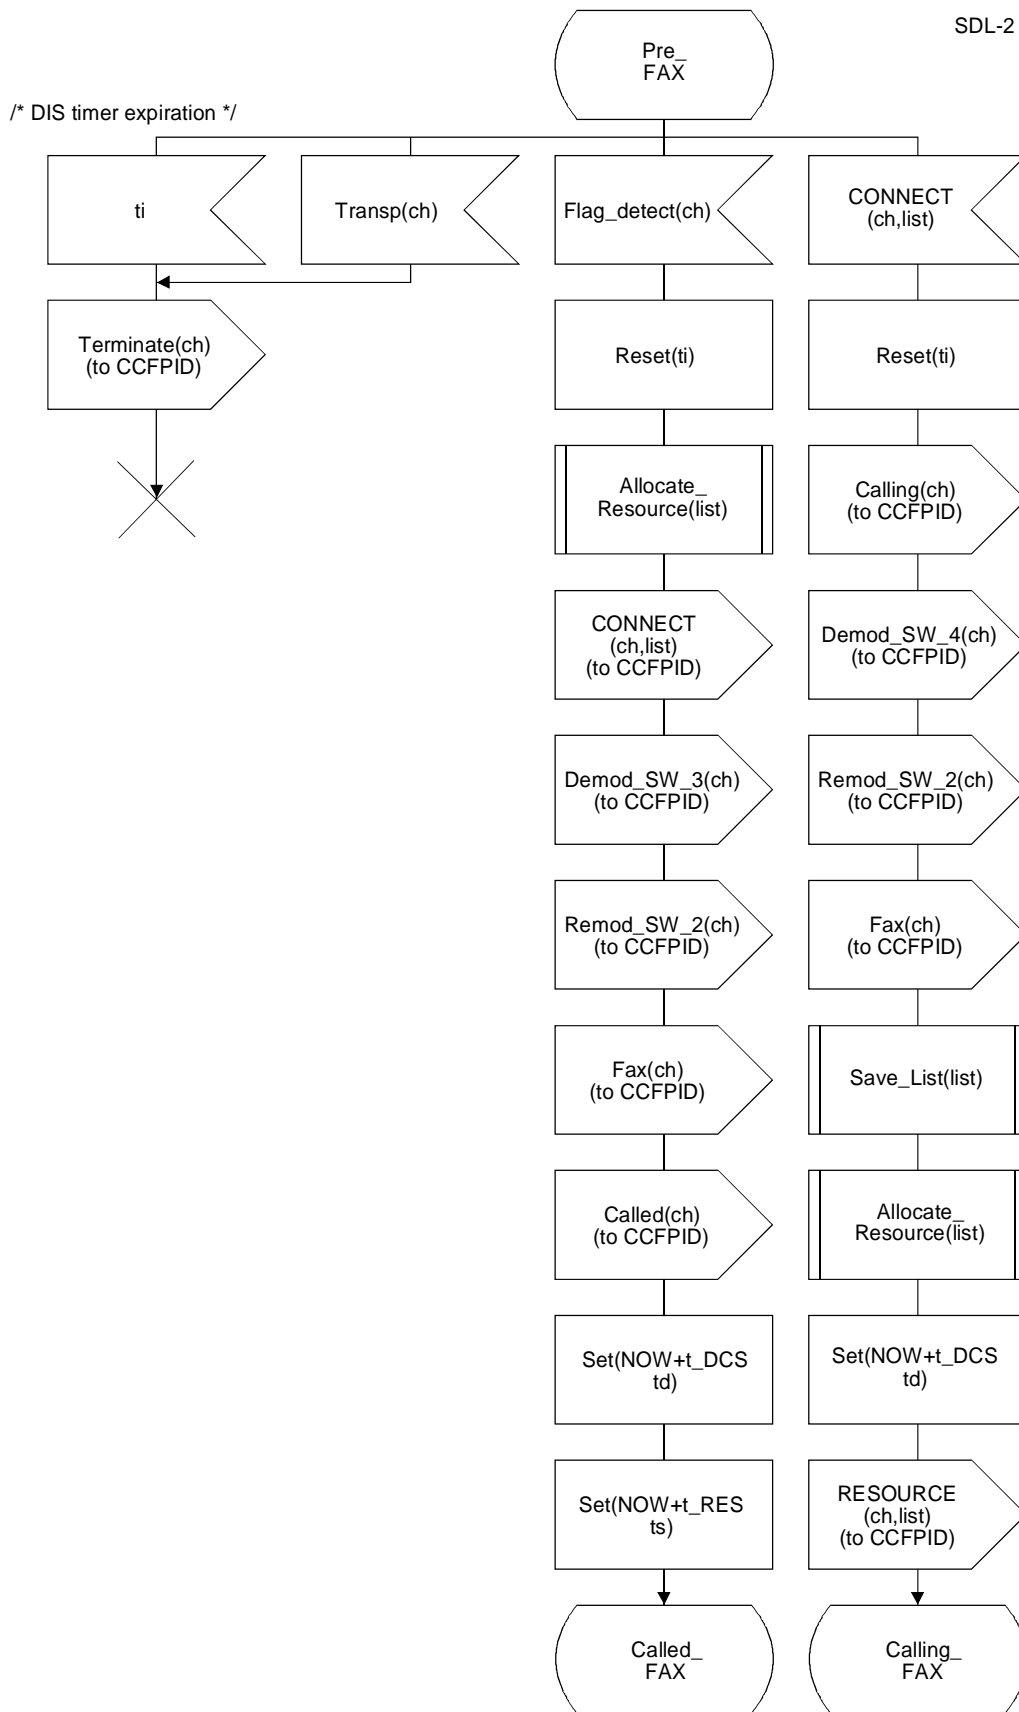 SDL-2
Pre_
FAX
/* DIS timer expiration */
ti
Transp(ch)
Flag_detect(ch)
CONNECT
(ch,list)
Terminate(ch)
(to CCFPID)
Reset(ti)
Reset(ti)
Allocate_
Resource(list)
Calling(ch)
(to CCFPID)
CONNECT
(ch,list)
(to CCFPID)
Demod_SW_4(ch)
(to CCFPID)
Demod_SW_3(ch)
(to CCFPID)
Remod_SW_2(ch)
(to CCFPID)
Remod_SW_2(ch)
(to CCFPID)
Fax(ch)
(to CCFPID)
Fax(ch)
(to CCFPID)
Save_List(list)
Called(ch)
(to CCFPID)
Allocate_
Resource(list)
Set(NOW+t_DCS
td)
Set(NOW+t_DCS
td)
Set(NOW+t_RES
ts)
RESOURCE
(ch,list)
(to CCFPID)
Called_
FAX
Calling_
FAX